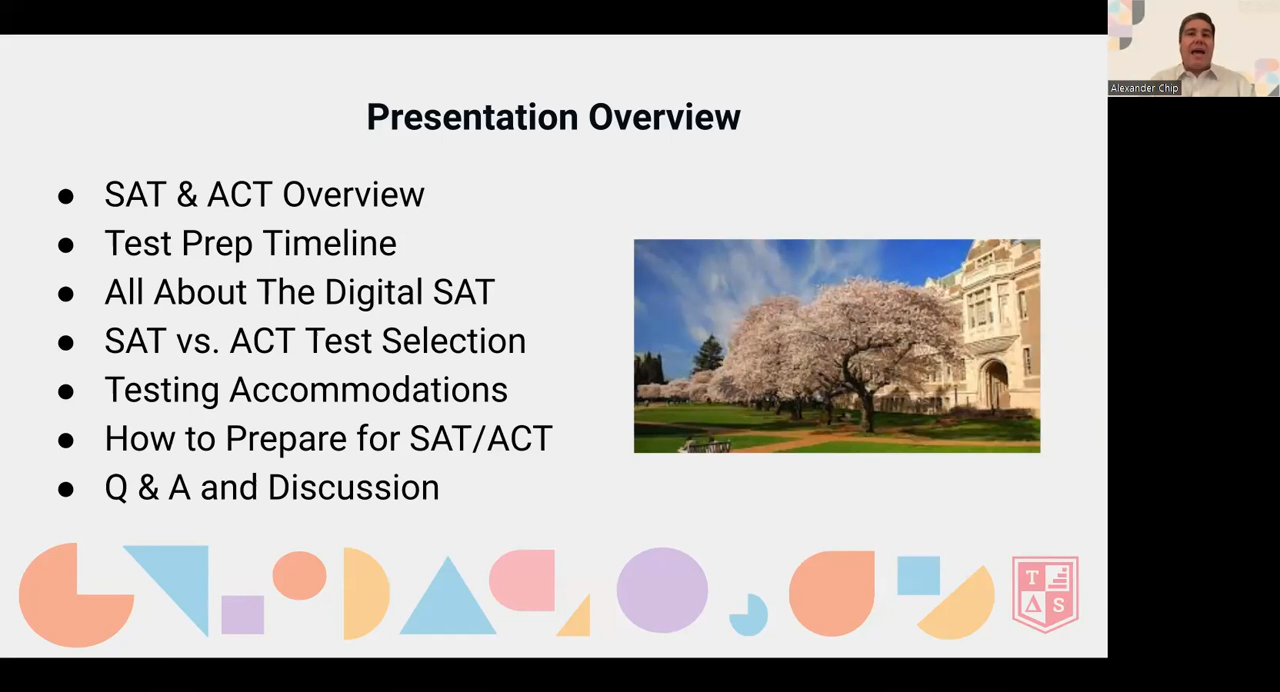 Presentation Overview
● SAT & ACT Overview
● Test Prep Timeline
● All About The Digital SAT
● SAT vs. ACT Test Selection
● Testing Accommodations
● How to Prepare for SAT/ACT
● Q & A and Discussion
T
Δ S
Alexander Chip